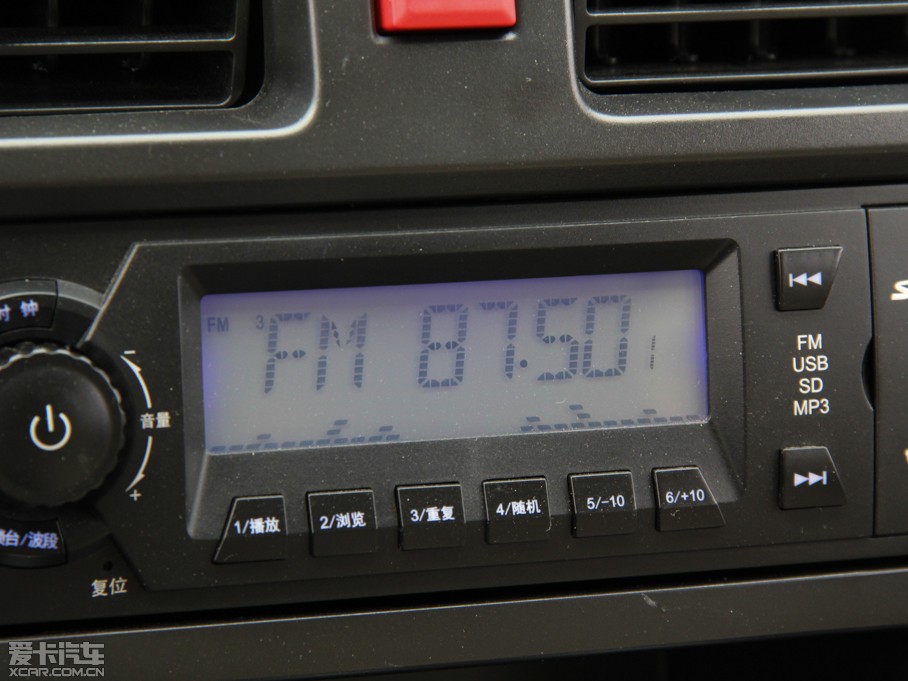 时钟
FM 3 FM 87.50
音量
FM
USB
SD
MP3
1/播放
2/浏览
3/重复
4/随机
5/-10
6/+10
台/波段
复位
爱卡汽车
XCAR.COM.CN